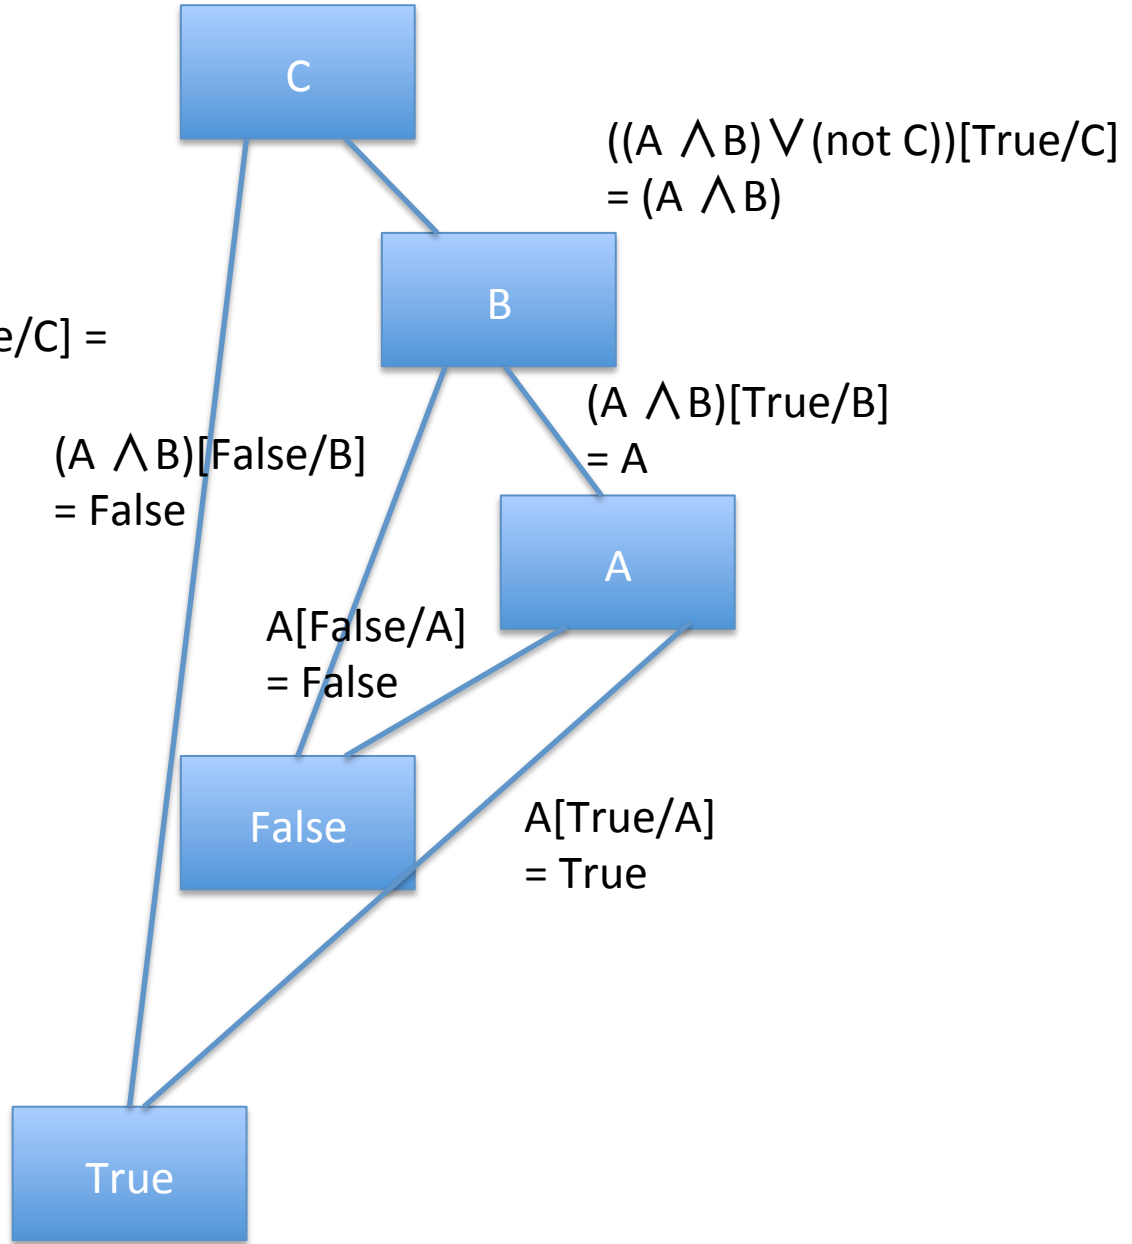 C
((A ∧ B) ∨ (not C))[True/C]
= (A ∧ B)
B
e/C] =
(A ∧ B)[True/B]
= A
(A ∧ B)[False/B]
= False
A
A[False/A]
= False
False
A[True/A]
= True
True